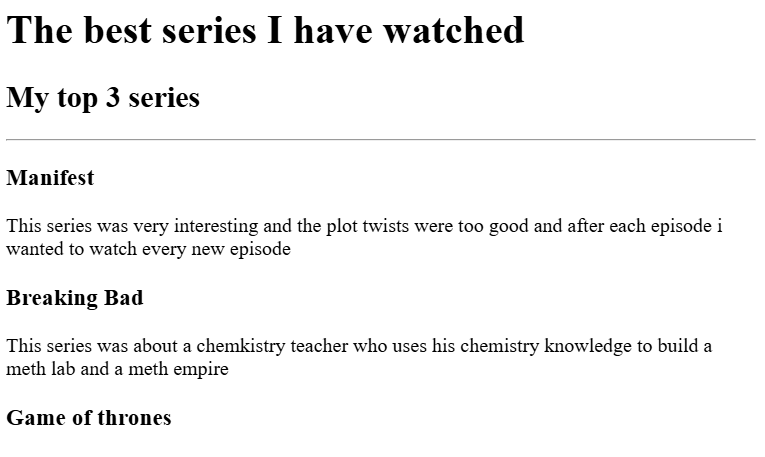 The best series I have watched
My top 3 series
Manifest
This series was very interesting and the plot twists were too good and after each episode i
wanted to watch every new episode
Breaking Bad
This series was about a chemkistry teacher who uses his chemistry knowledge to build a
meth lab and a meth empire
Game of thrones